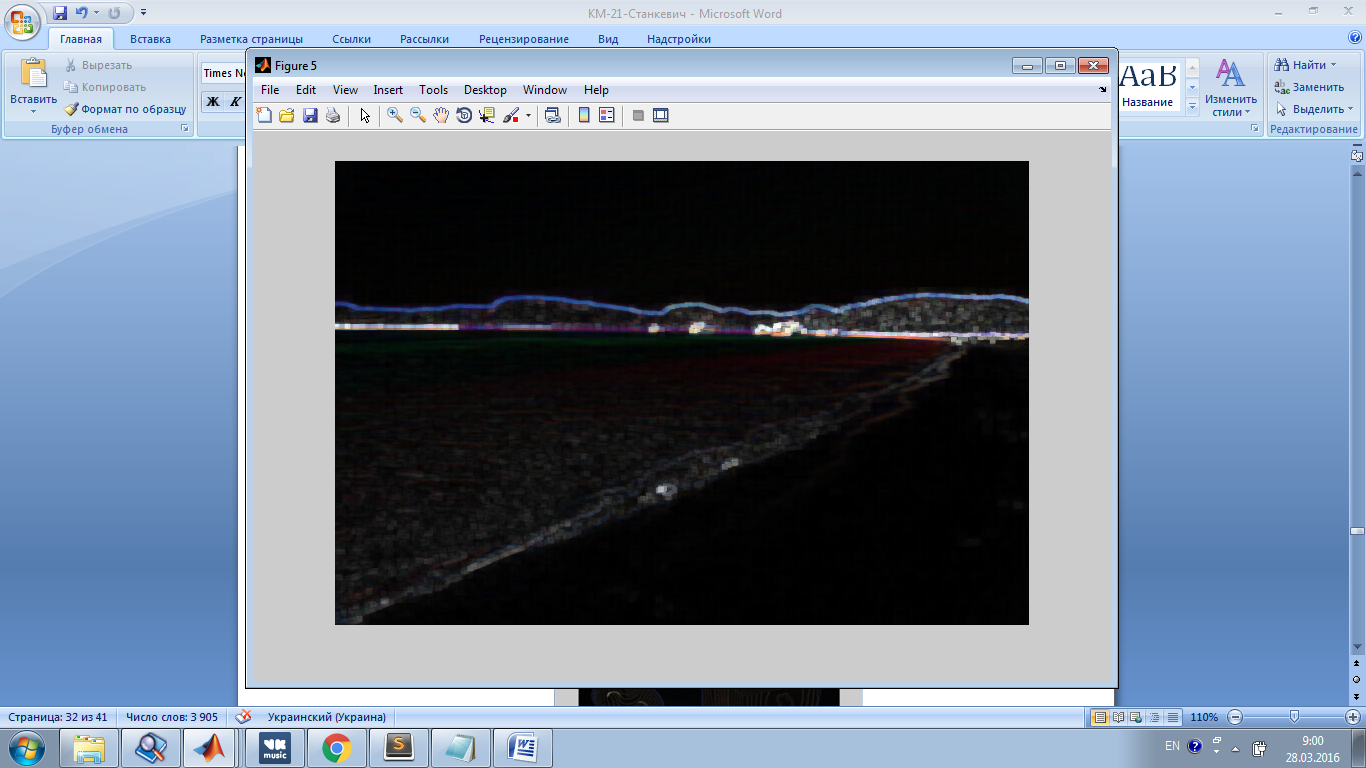 КМ-21-Станкевич - Microsoft Word
Главная Вставка Разметка страницы Ссылки Рассылки Рецензирование Вид Надстройки
Вставить
Вырезать
Копировать
Формат по образцу
Буфер обмена
Times
Ж К
АаВ
Название
Изменить
стили
Найти
Заменить
Выделить
Редактирование
Figure 5
File Edit View Insert Tools Desktop Window Help
Страница: 32 из 41 Число слов: 3 905 Украинский (Украина) 110%
music
EN
9:00
28.03.2016